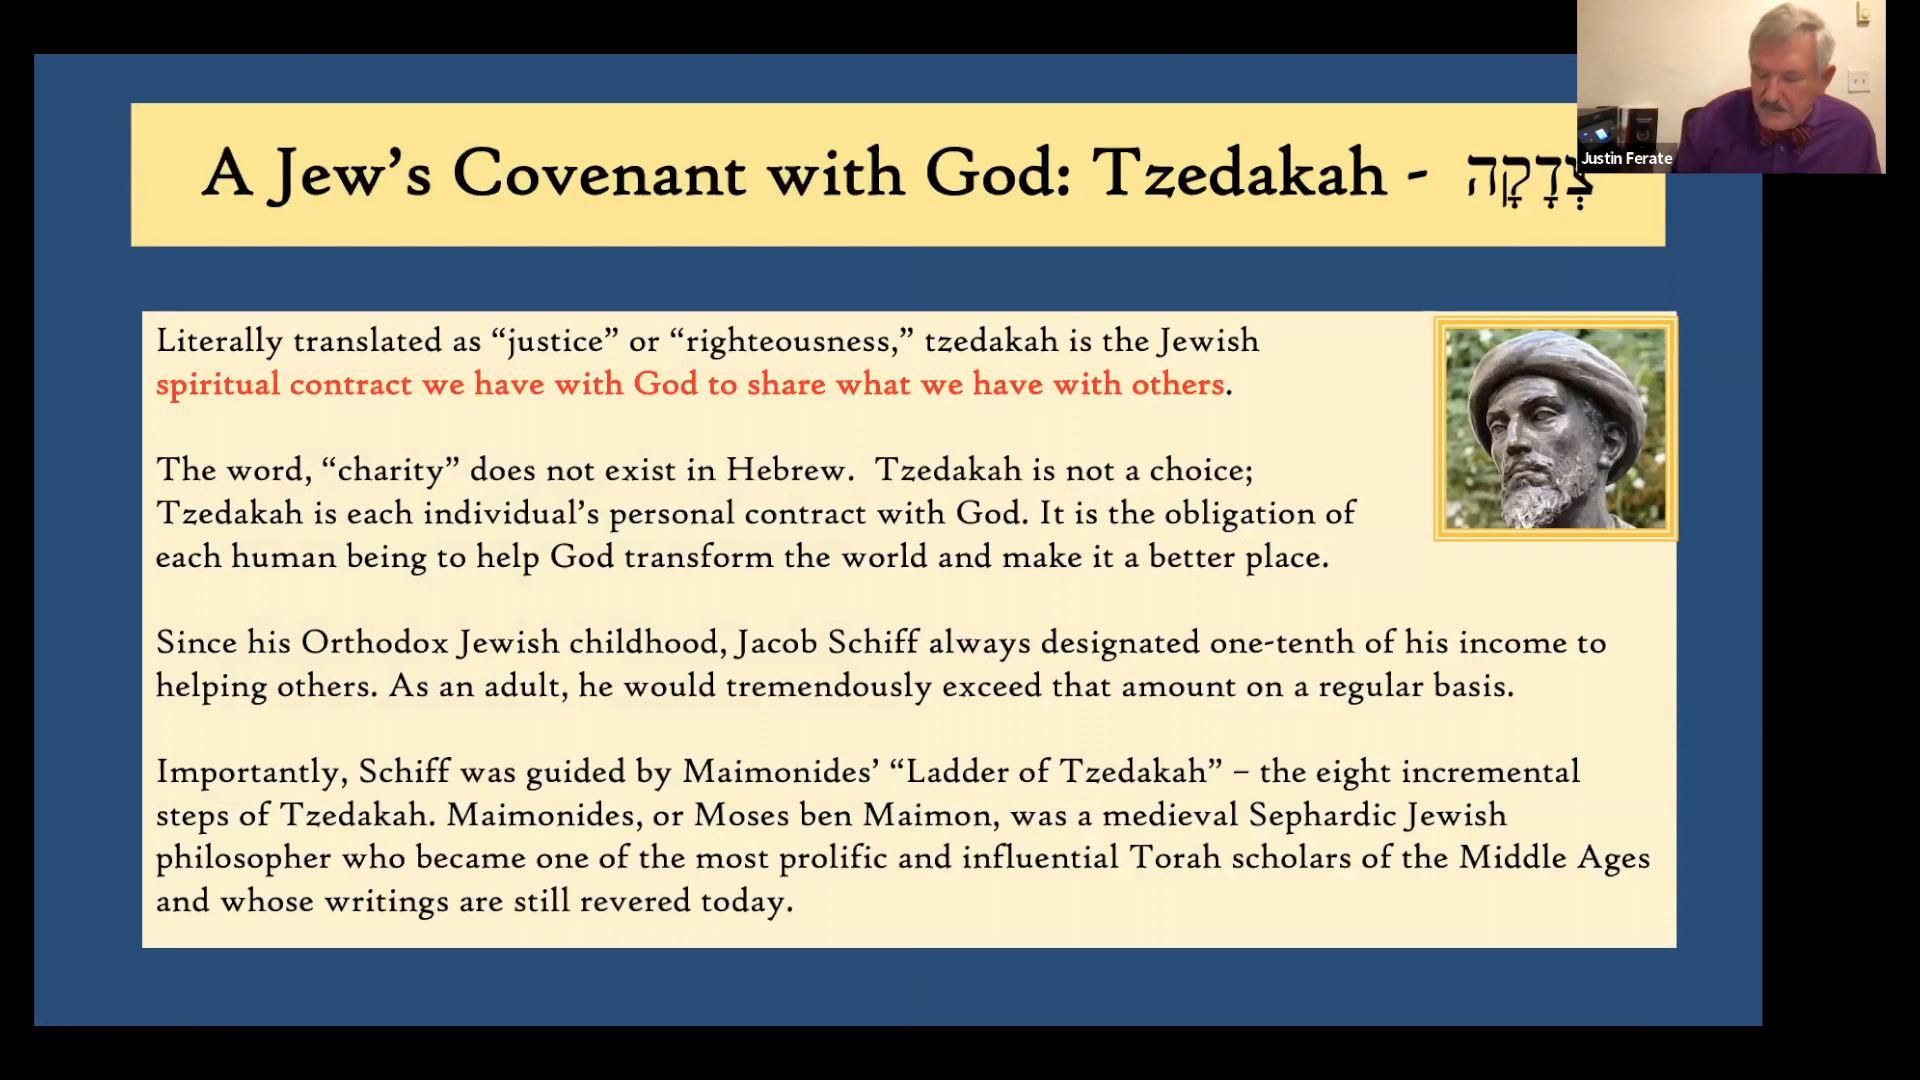 A Jew’s Covenant with God: Tzedakah - צְדָקָה
Justin Ferate
Literally translated as “justice” or “righteousness,” tzedakah is the Jewish
spiritual contract we have with God to share what we have with others.
The word, “charity” does not exist in Hebrew.  Tzedakah is not a choice;
Tzedakah is each individual’s personal contract with God. It is the obligation of
each human being to help God transform the world and make it a better place.
Since his Orthodox Jewish childhood, Jacob Schiff always designated one-tenth of his income to
helping others. As an adult, he would tremendously exceed that amount on a regular basis.
Importantly, Schiff was guided by Maimonides’ “Ladder of Tzedakah” – the eight incremental
steps of Tzedakah. Maimonides, or Moses ben Maimon, was a medieval Sephardic Jewish
philosopher who became one of the most prolific and influential Torah scholars of the Middle Ages
and whose writings are still revered today.